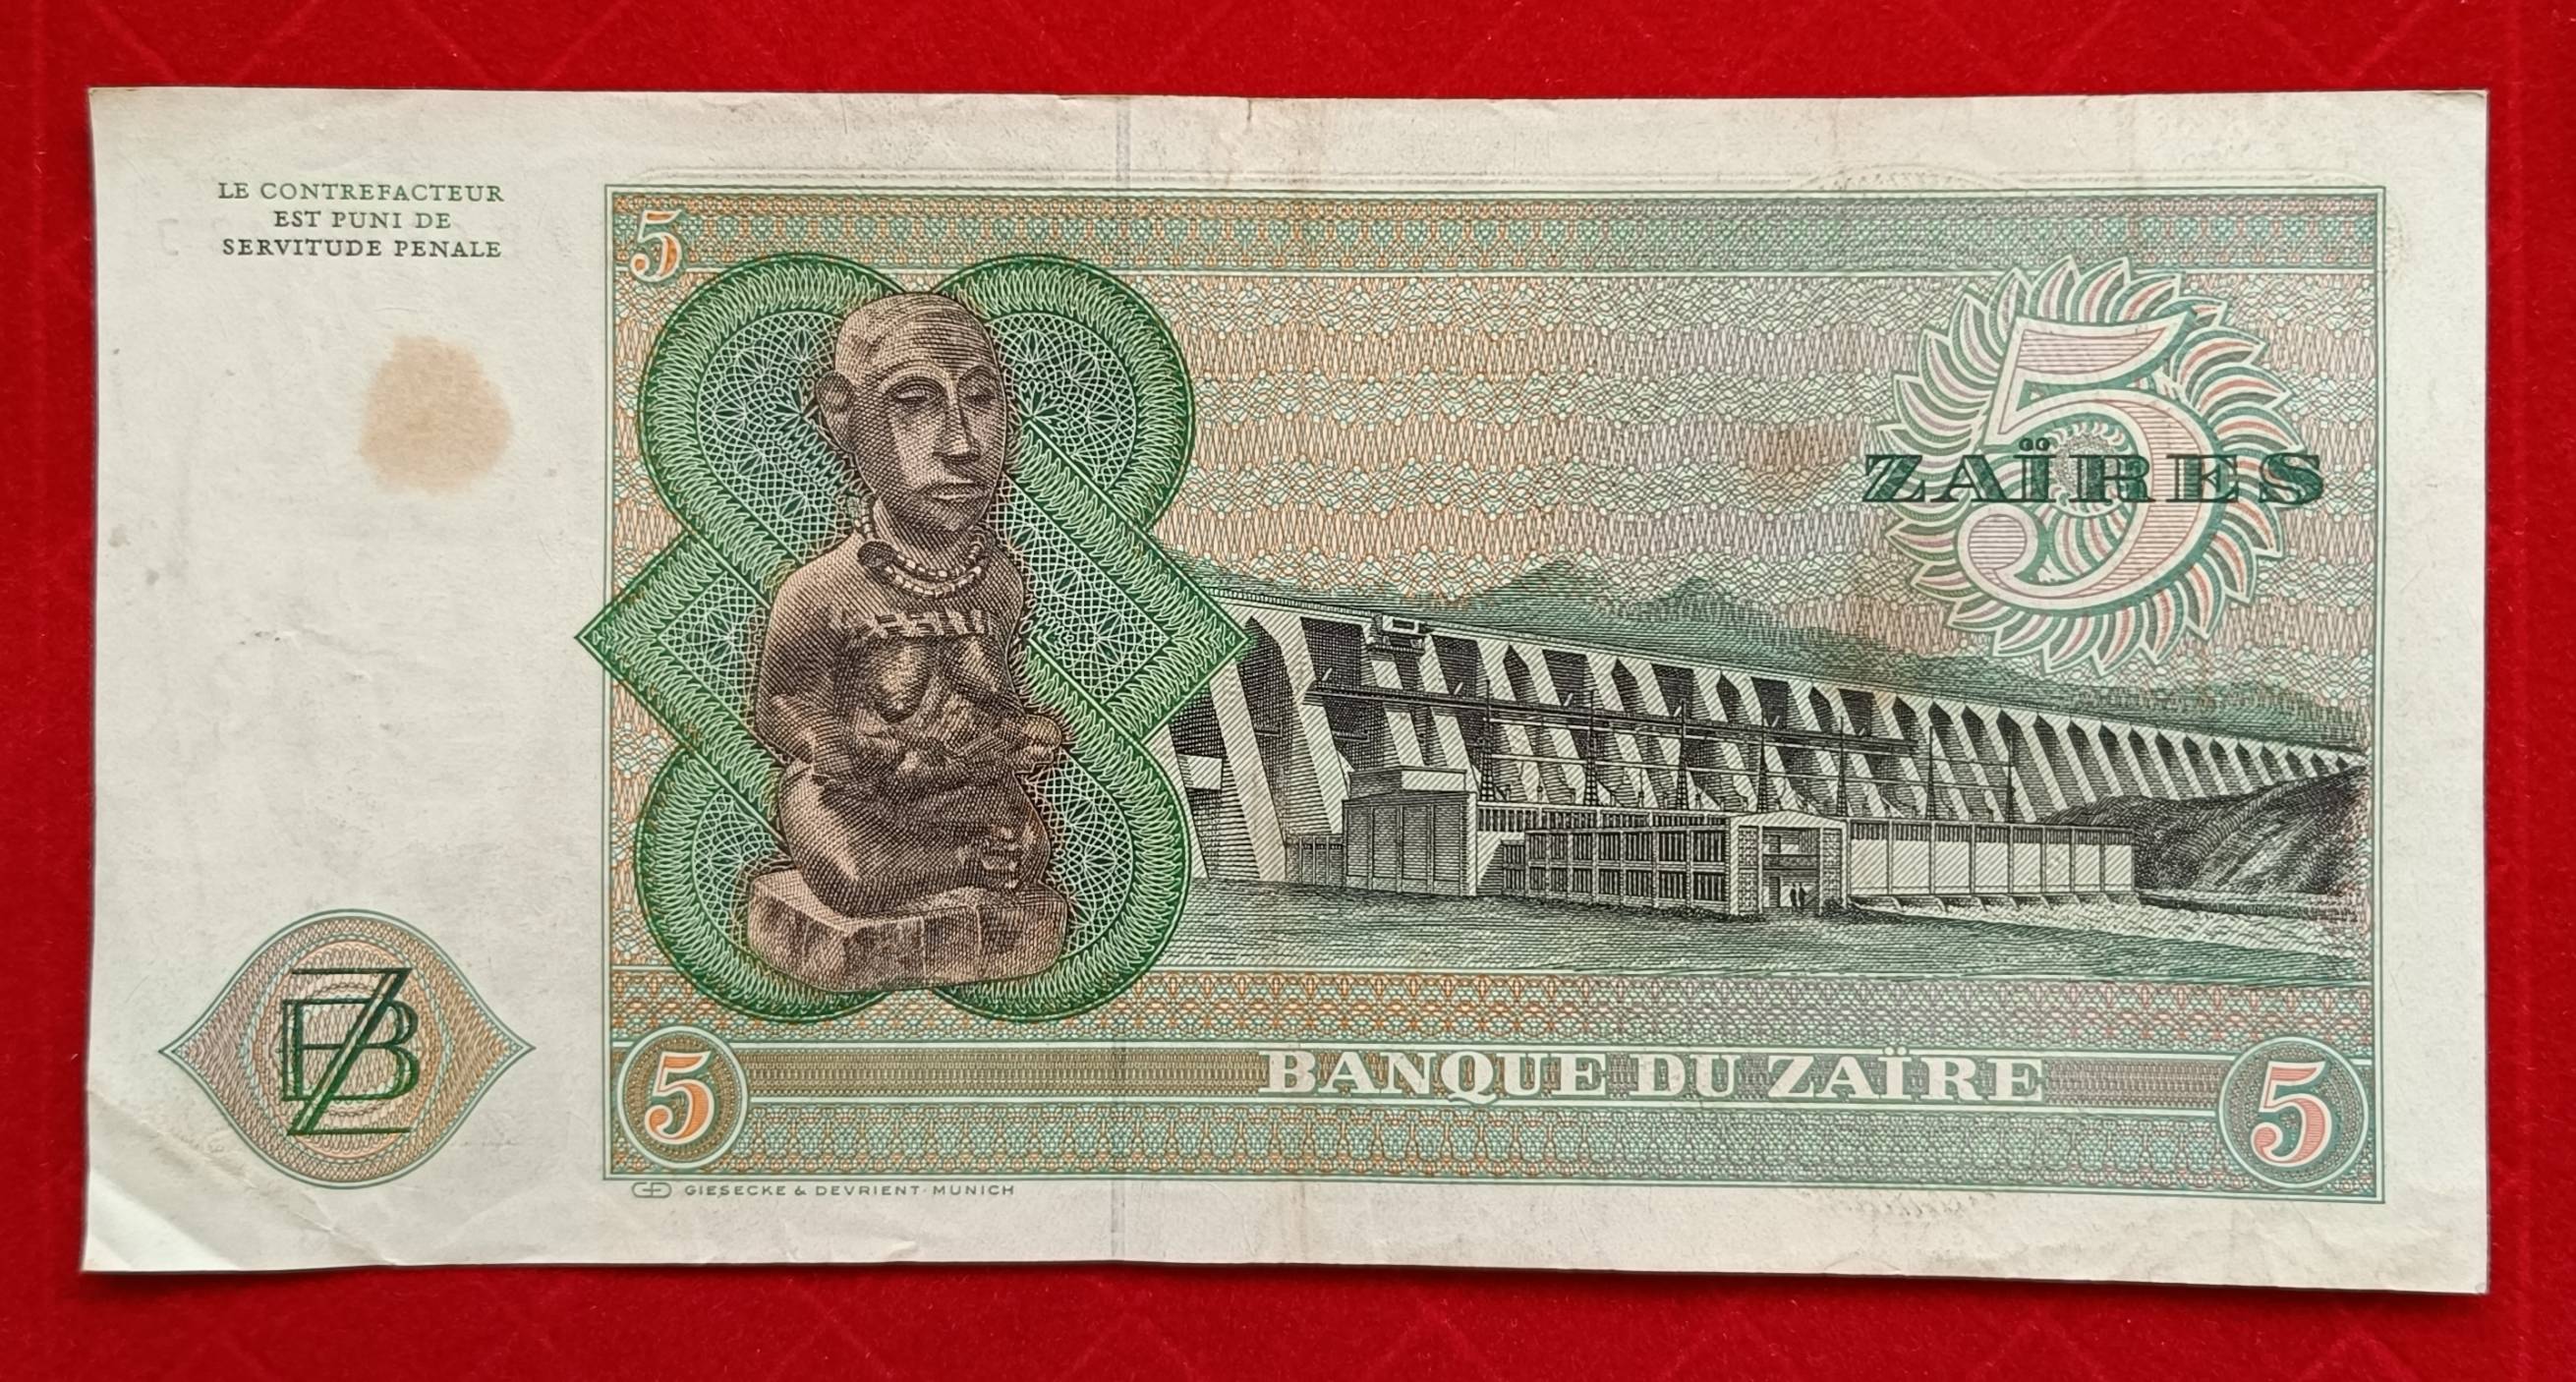 LE CONTREFACTEUR
EST PUNI DE
SERVITUDE PENALE
5
5
ZAÏRES
BZ
5
BANQUE DU ZAÏRE
5
GD GIESECKE & DEVRIENT · MUNICH